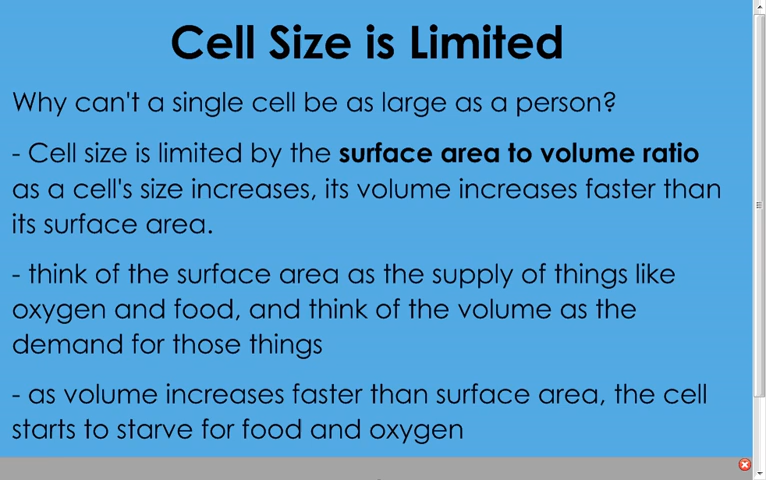 Cell Size is Limited
Why can't a single cell be as large as a person?
- Cell size is limited by the surface area to volume ratio
as a cell's size increases, its volume increases faster than
its surface area.
- think of the surface area as the supply of things like
oxygen and food, and think of the volume as the
demand for those things
- as volume increases faster than surface area, the cell
starts to starve for food and oxygen